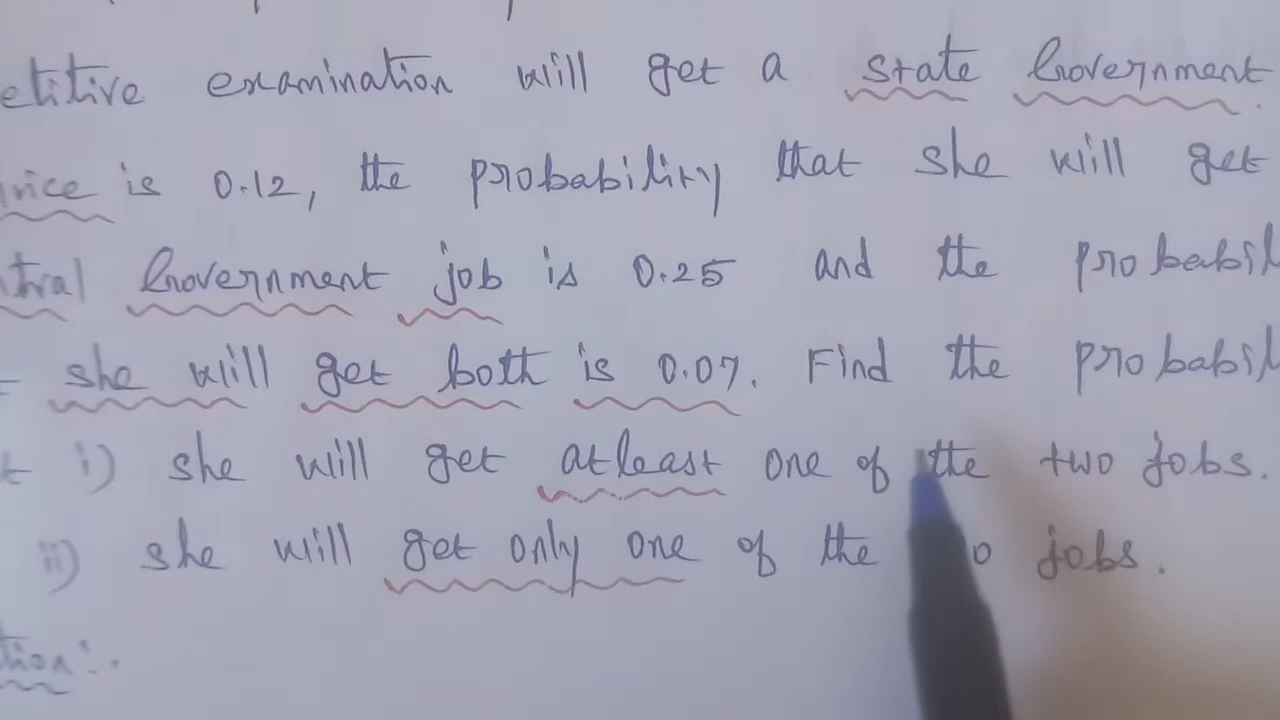 etitive examination will get a state Government
rvice is 0.12, the probability that she will get
tral Government job is 0.25 and the probabil
she will get both is 0.07. Find the probabil
t i) she will get atleast one of the two jobs.
ii) she will get only one of the jobs.
tion:.